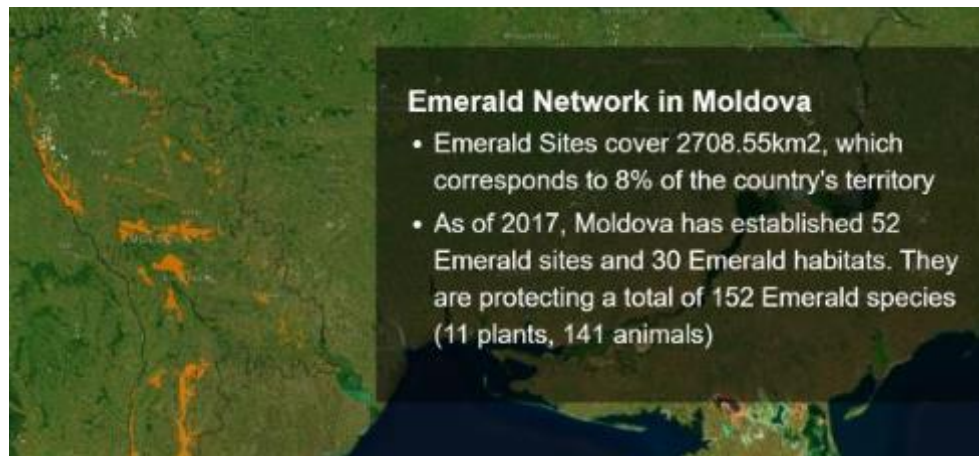 Emerald Network in Moldova
• Emerald Sites cover 2708.55km2, which
corresponds to 8% of the country's territory
• As of 2017, Moldova has established 52
Emerald sites and 30 Emerald habitats. They
are protecting a total of 152 Emerald species
(11 plants, 141 animals)